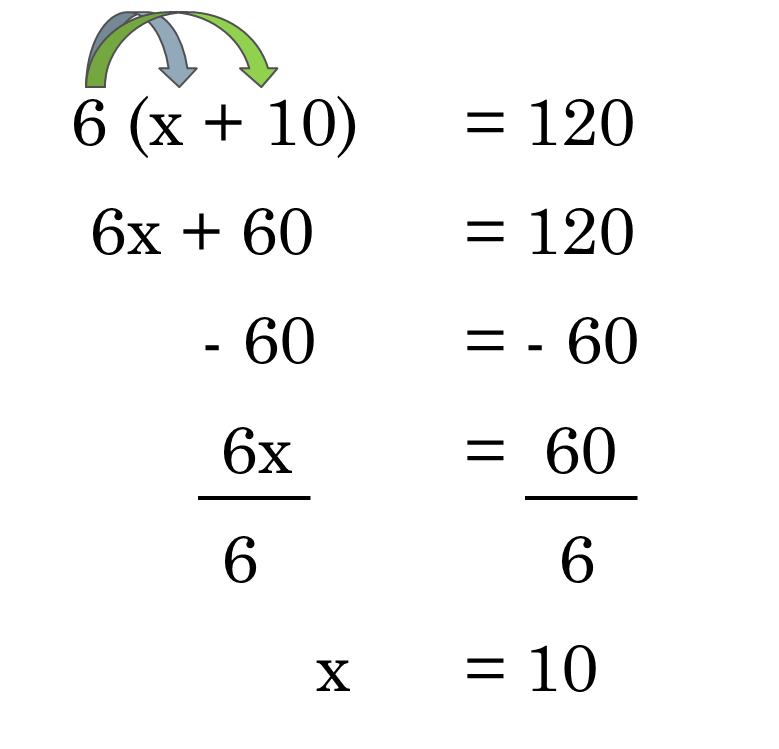 6 (x + 10) = 120
6x + 60 = 120
- 60 = - 60
6x = 60
6 6
x = 10